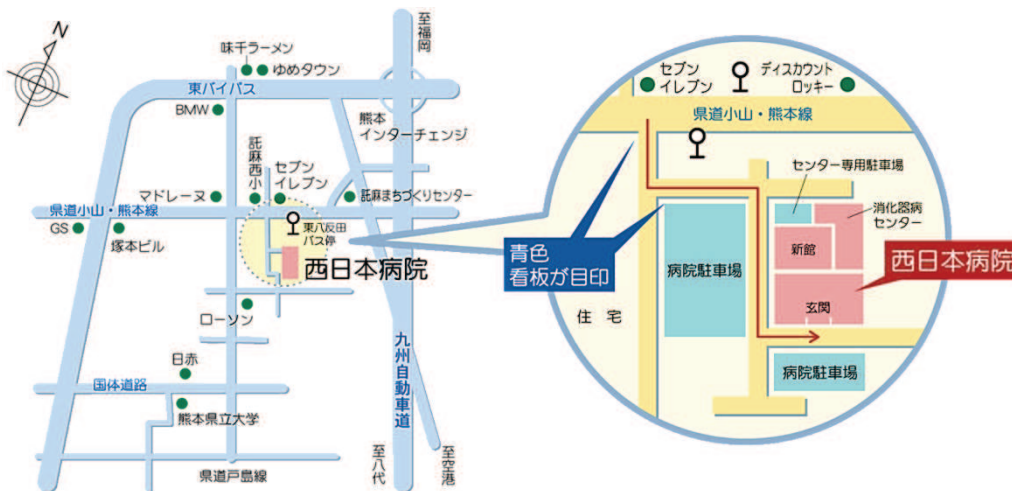 N
味千ラーメン
ゆめタウン
東バイパス
BMW
至福岡
熊本
インターチェンジ
託麻西小
セブン
イレブン
マドレーヌ
託麻まちづくりセンター
県道小山・熊本線
GS
塚本ビル
東八反田
バス停
西日本病院
ローソン
日赤
国体道路
熊本県立大学
九州自動車道
県道戸島線
至八代
至空港
セブン
イレブン
ディスカウント
ロッキー
県道小山・熊本線
センター専用駐車場
消化器病
センター
新館
青色
看板が目印
病院駐車場
西日本病院
玄関
住 宅
病院駐車場